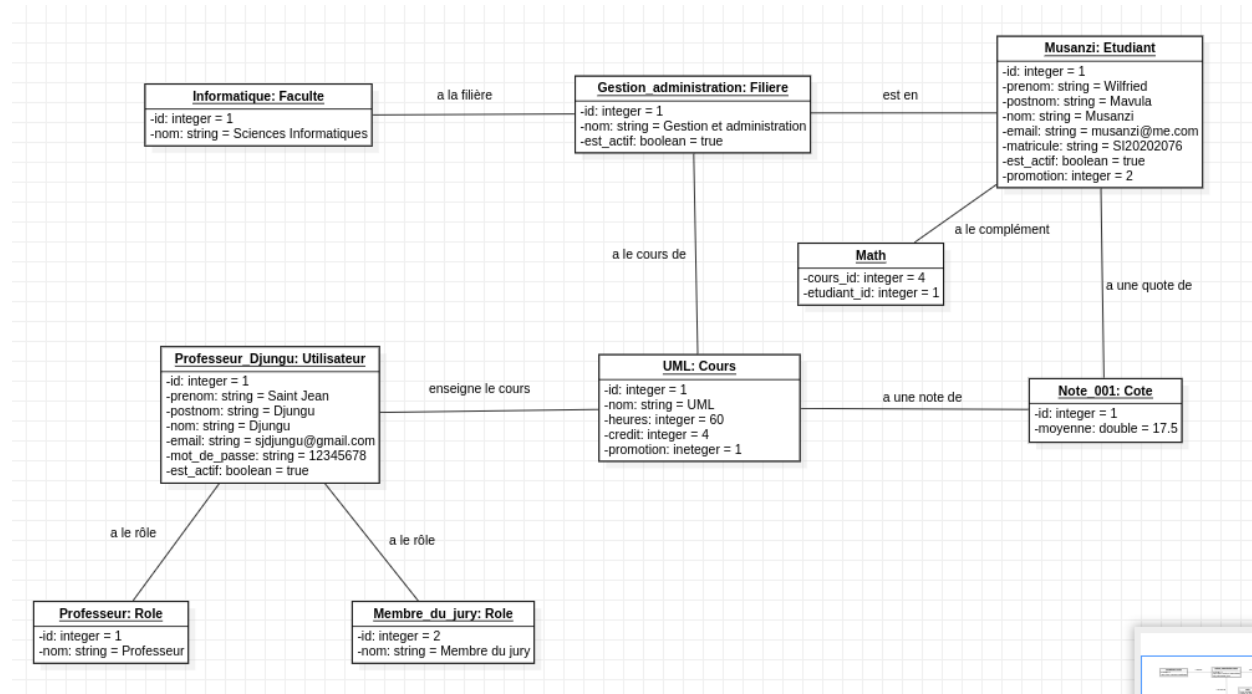 Musanzi: Etudiant
-id: integer = 1
-prenom: string = Wilfried
-postnom: string = Mavula
-nom: string = Musanzi
-email: string = musanzi@me.com
-matricule: string = SI20202076
-est_actif: boolean = true
-promotion: integer = 2
Gestion_administration: Filiere
-id: integer = 1
-nom: string = Gestion et administration
-est_actif: boolean = true
Informatique: Faculte
-id: integer = 1
-nom: string = Sciences Informatiques
a la filière
est en
a le complément
a le cours de
Math
-cours_id: integer = 4
-etudiant_id: integer = 1
a une quote de
Professeur_Djungu: Utilisateur
-id: integer = 1
-prenom: string = Saint Jean
-postnom: string = Djungu
-nom: string = Djungu
-email: string = sjdjungu@gmail.com
-mot_de_passe: string = 12345678
-est_actif: boolean = true
enseigne le cours
UML: Cours
-id: integer = 1
-nom: string = UML
-heures: integer = 60
-credit: integer = 4
-promotion: ineteger = 1
a une note de
Note_001: Cote
-id: integer = 1
-moyenne: double = 17.5
a le rôle
a le rôle
Professeur: Role
-id: integer = 1
-nom: string = Professeur
Membre_du_jury: Role
-id: integer = 2
-nom: string = Membre du jury